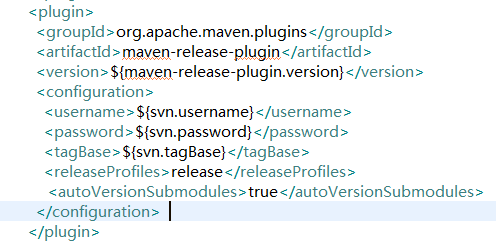 <plugin>
<groupId>org.apache.maven.plugins</groupId>
<artifactId>maven-release-plugin</artifactId>
<version>${maven-release-plugin.version}</version>
<configuration>
<username>${svn.username}</username>
<password>${svn.password}</password>
<tagBase>${svn.tagBase}</tagBase>
<releaseProfiles>release</releaseProfiles>
<autoVersionSubmodules>true</autoVersionSubmodules>
</configuration>
</plugin>